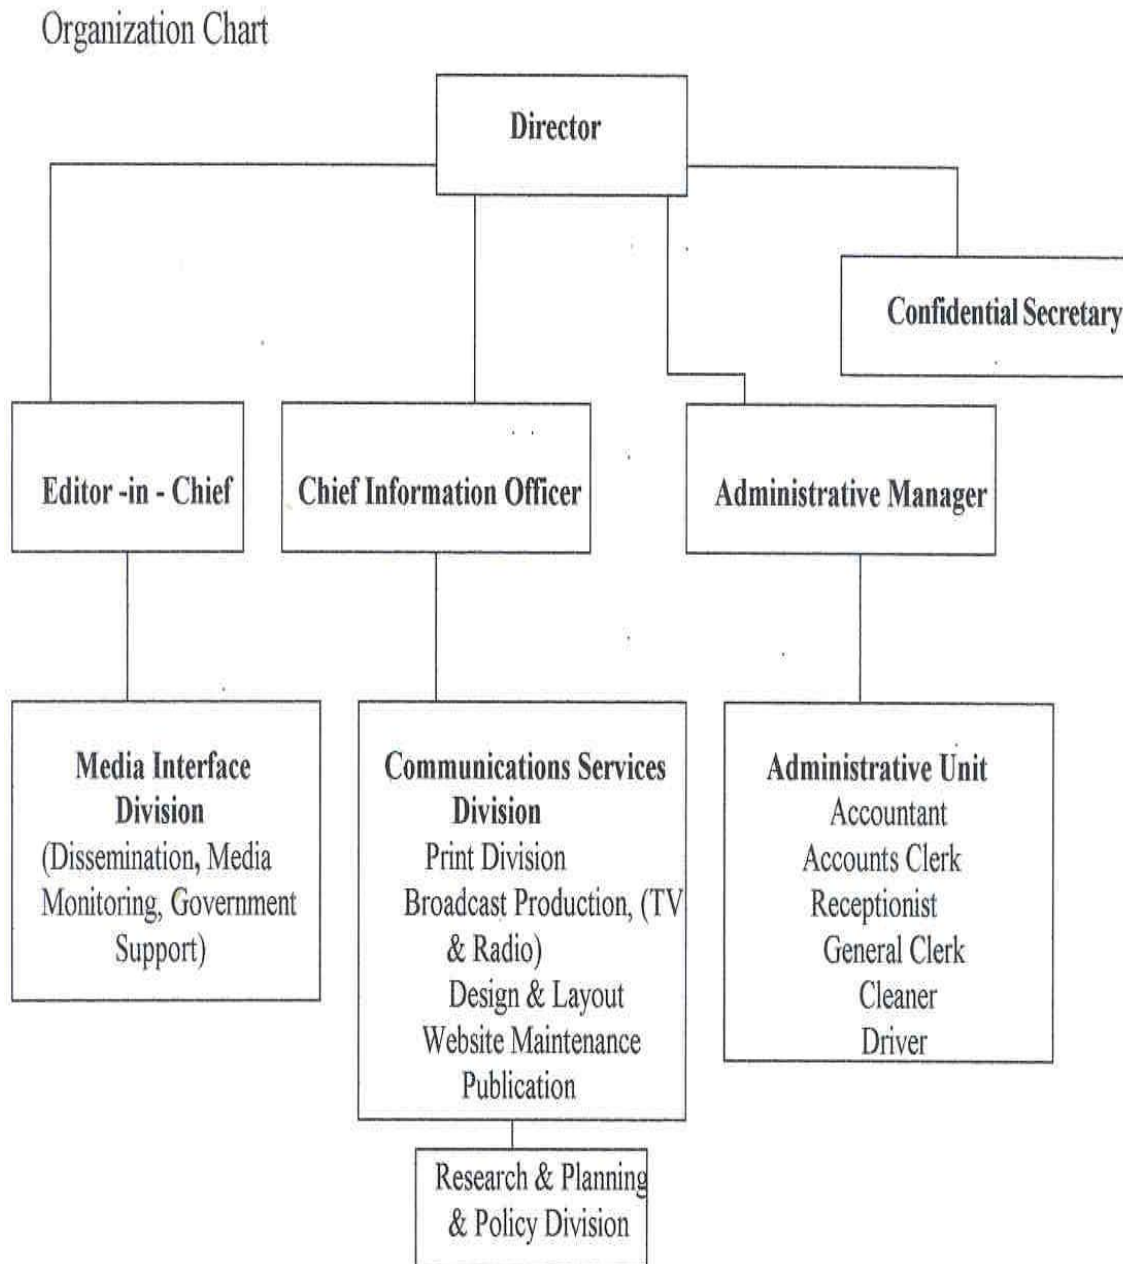 Organization Chart
Director
Confidential Secretary
Editor -in - Chief
Chief Information Officer
Administrative Manager
Media Interface
Division
(Dissemination, Media
Monitoring, Government
Support)
Communications Services
Division
Print Division
Broadcast Production, (TV
& Radio)
Design & Layout
Website Maintenance
Publication
Administrative Unit
Accountant
Accounts Clerk
Receptionist
General Clerk
Cleaner
Driver
Research & Planning
& Policy Division